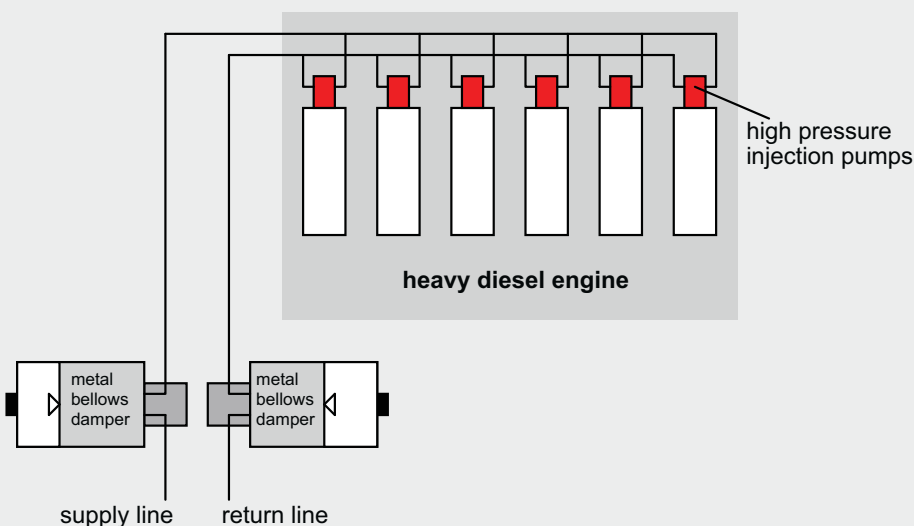 high pressure
injection pumps
heavy diesel engine
metal
bellows
damper
metal
bellows
damper
supply line
return line